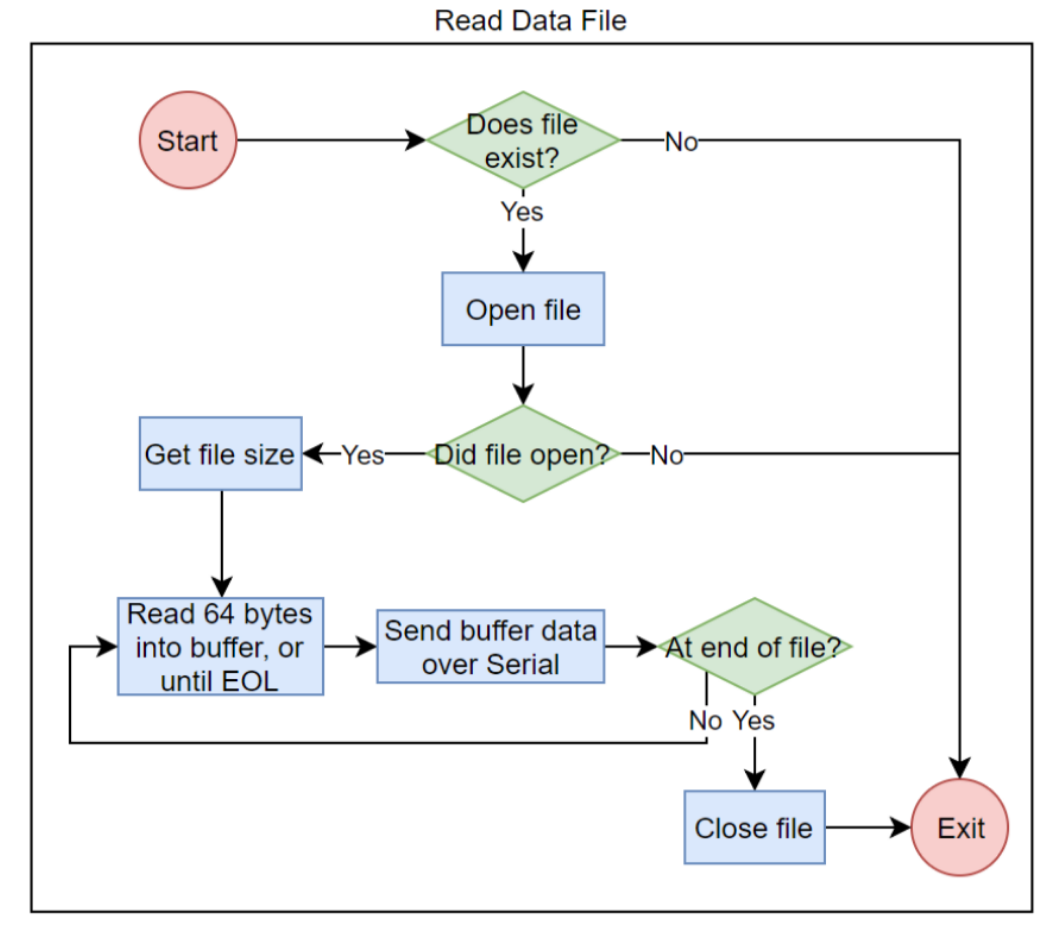 Read Data File
Start
Does file
exist?
No
Yes
Open file
Get file size
Yes
Did file open?
No
Read 64 bytes
into buffer, or
until EOL
Send buffer data
over Serial
At end of file?
No
Yes
Close file
Exit